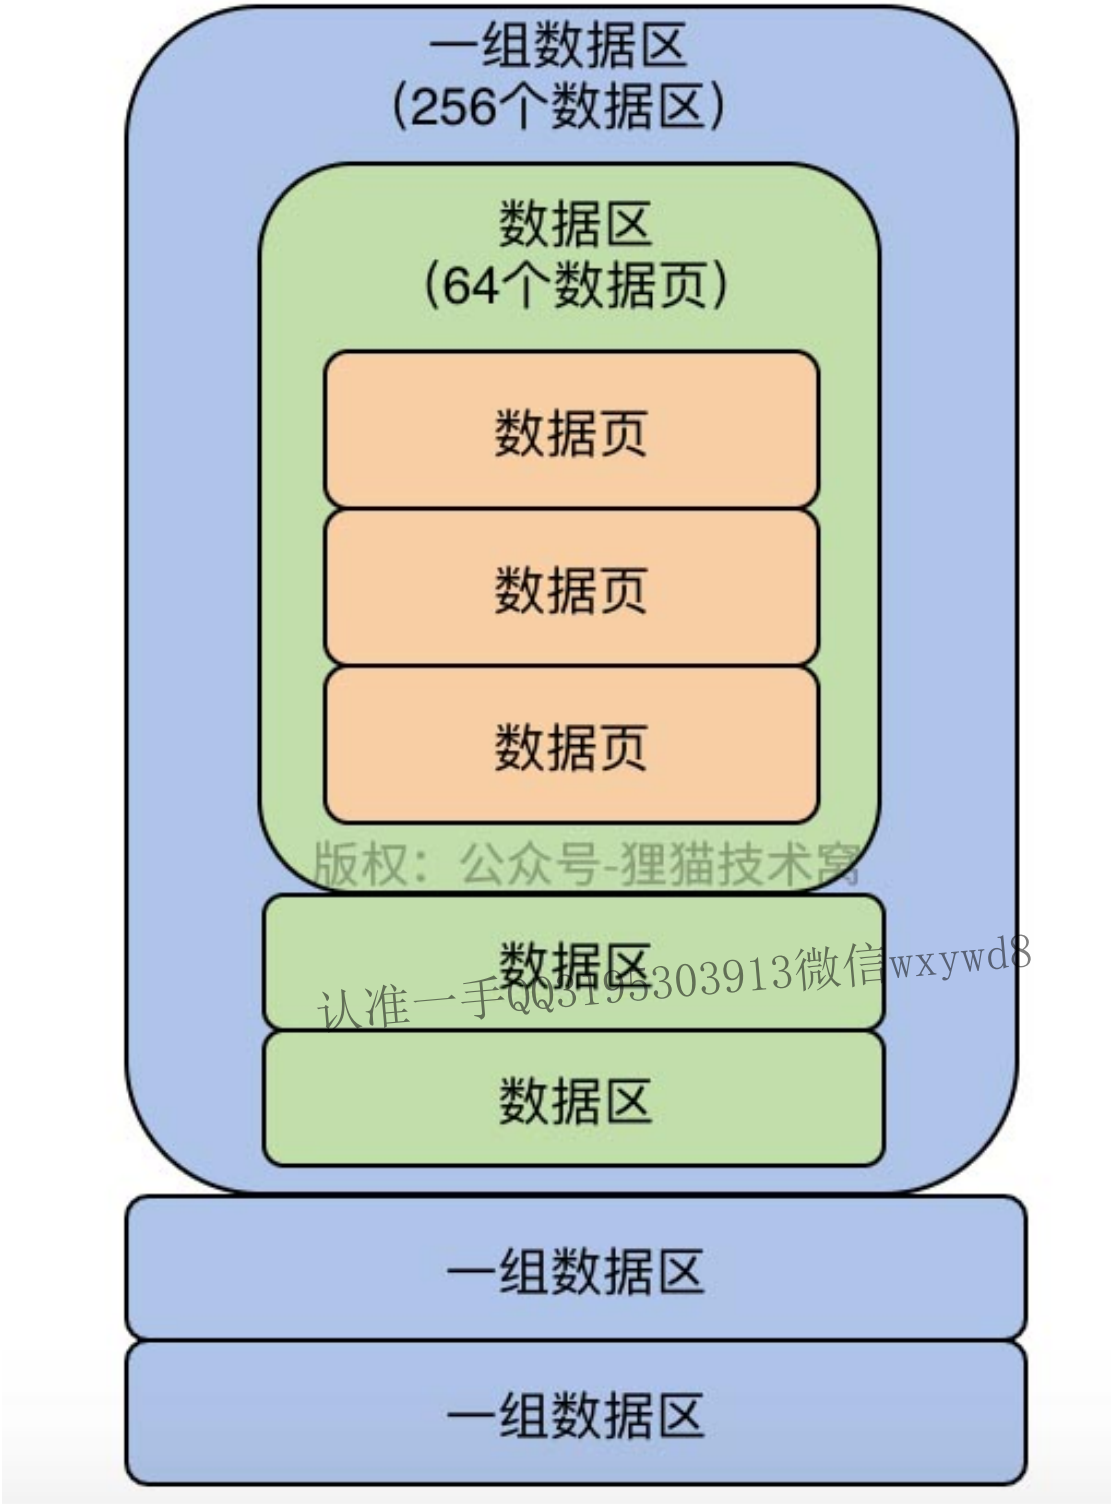 一组数据区
（256个数据区）
数据区
（64个数据页）
数据页
数据页
数据页
版权：公众号-狸猫技术窝
数据区
认准一手QQ3195303913微信wxywd8
数据区
一组数据区
一组数据区